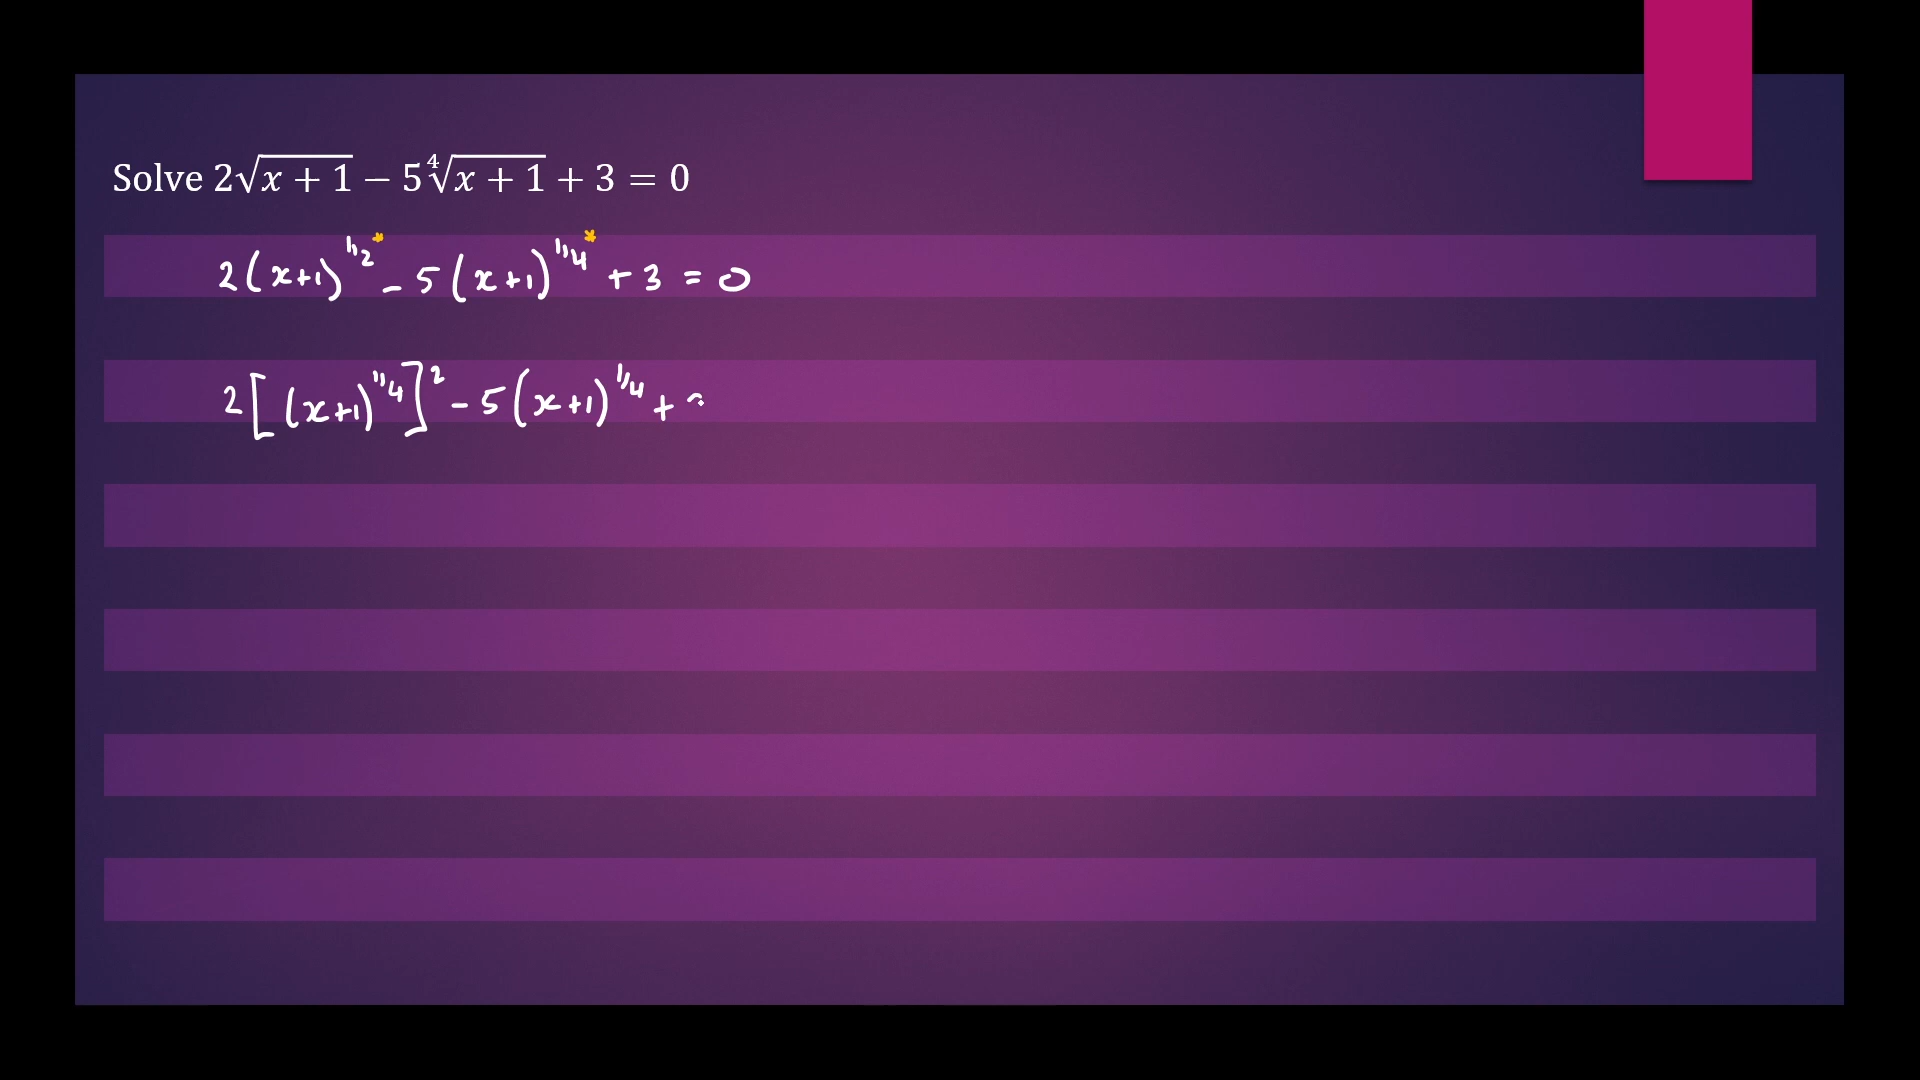 Solve 2√(x + 1) − 5∜(x + 1) + 3 = 0
2(x+1)^1/2* − 5(x+1)^1/4* + 3 = 0
2[(x+1)^1/4]^2 − 5(x+1)^1/4 +